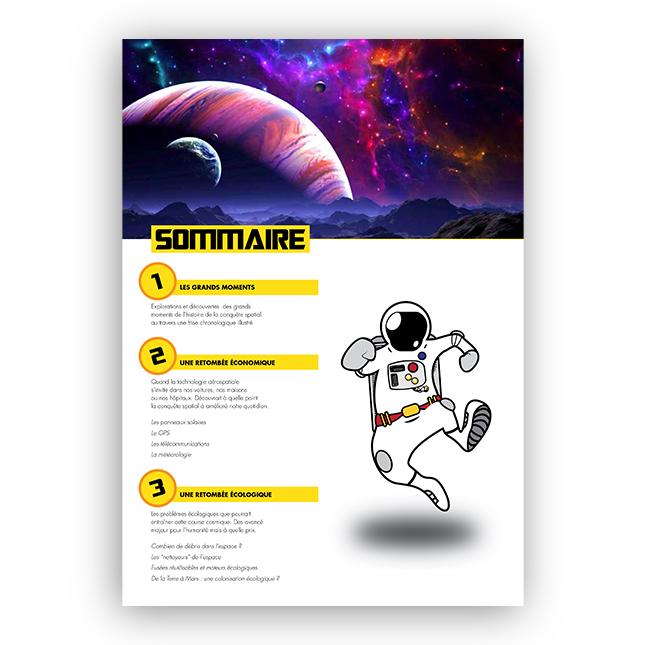 SOMMAIRE
1
LES GRANDS MOMENTS
Explorations et découvertes des grands
moments de l'histoire de la conquête spatial
au travers une frise chronologique illustré
2
UNE RETOMBÉE ÉCONOMIQUE
Quand la technologie aérospatiale
s'invite dans nos voitures, nos maisons
ou nos hôpitaux. Découvrait à quelle point
la conquête spatial à amélioré notre quotidien.
Les panneaux solaires
Le GPS
Les télécommunications
La météorologie
3
UNE RETOMBÉE ÉCOLOGIQUE
Les problèmes écologiques que pourrait
entraîner cette course cosmique. Des avancé
majeur pour l'humanité mais à quelle prix.
Combien de débris dans l'espace ?
Les "nettoyeurs" de l'espace
Fusées réutilisables et moteurs écologiques
De la Terre à Mars : une colonisation écologique ?